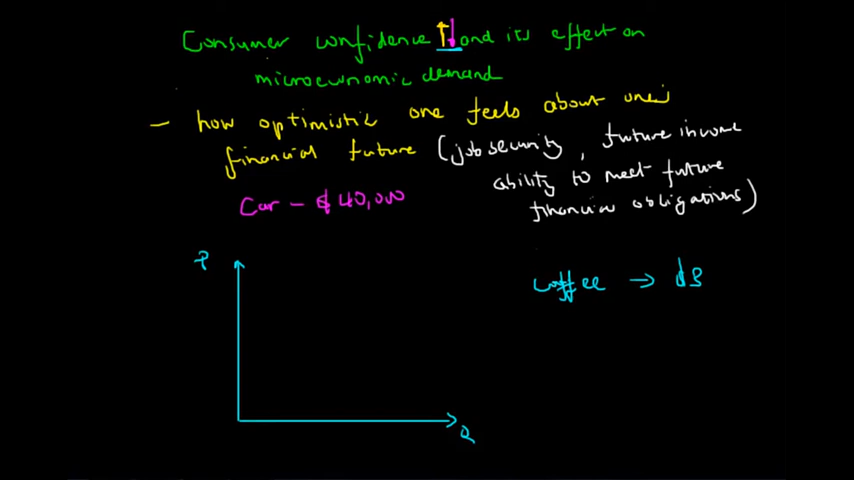 Consumer confidence ↑↓ and its effect on
microeconomic demand
- how optimistic one feels about one's
financial future (job security, future income
ability to meet future
financial obligations)
Car - $40,000
P
coffee → $3
Q